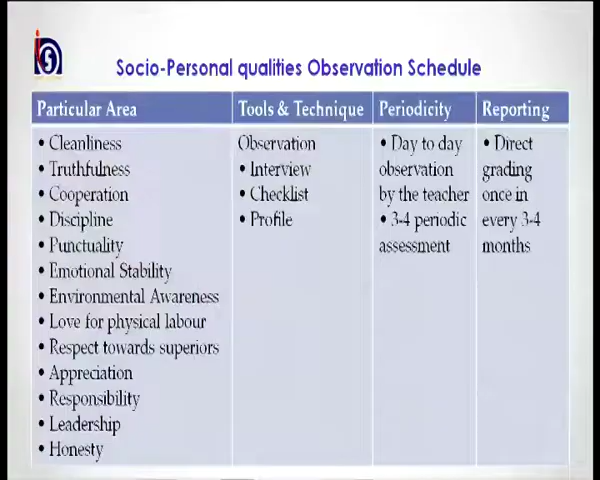 Socio-Personal qualities Observation Schedule
Particular Area
• Cleanliness
• Truthfulness
• Cooperation
• Discipline
• Punctuality
• Emotional Stability
• Environmental Awareness
• Love for physical labour
• Respect towards superiors
• Appreciation
• Responsibility
• Leadership
• Honesty
Tools & Technique
Observation
• Interview
• Checklist
• Profile
Periodicity
• Day to day
observation
by the teacher
• 3-4 periodic
assessment
Reporting
• Direct
grading
once in
every 3-4
months